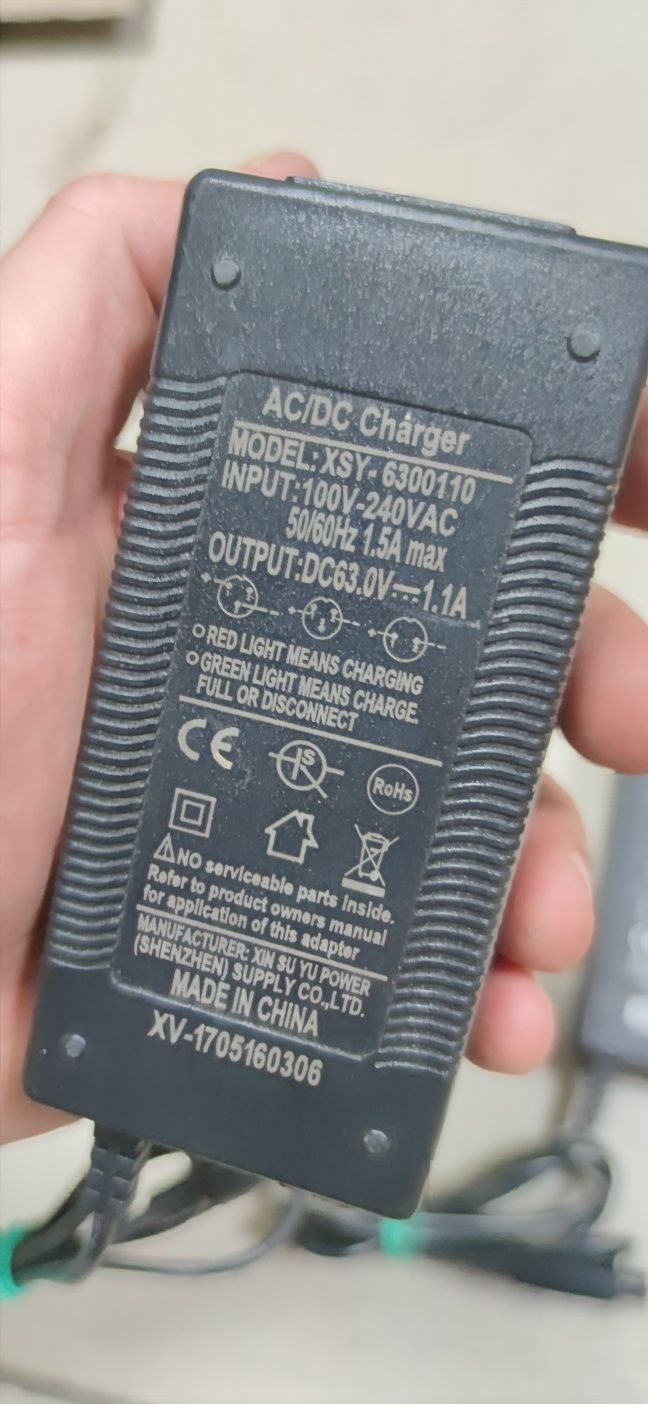 AC/DC Charger
MODEL: XSY-6300110
INPUT:100V-240VAC
50/60Hz 1.5A max
OUTPUT:DC63.0V⎓1.1A
RED LIGHT MEANS CHARGING
GREEN LIGHT MEANS CHARGE.
FULL OR DISCONNECT
CE
S
RoHs
NO serviceable parts Inside.
Refer to product owners manual
for application of this adapter
MANUFACTURER: XIN SU YU POWER
(SHENZHEN) SUPPLY CO.,LTD.
MADE IN CHINA
XV-1705160306